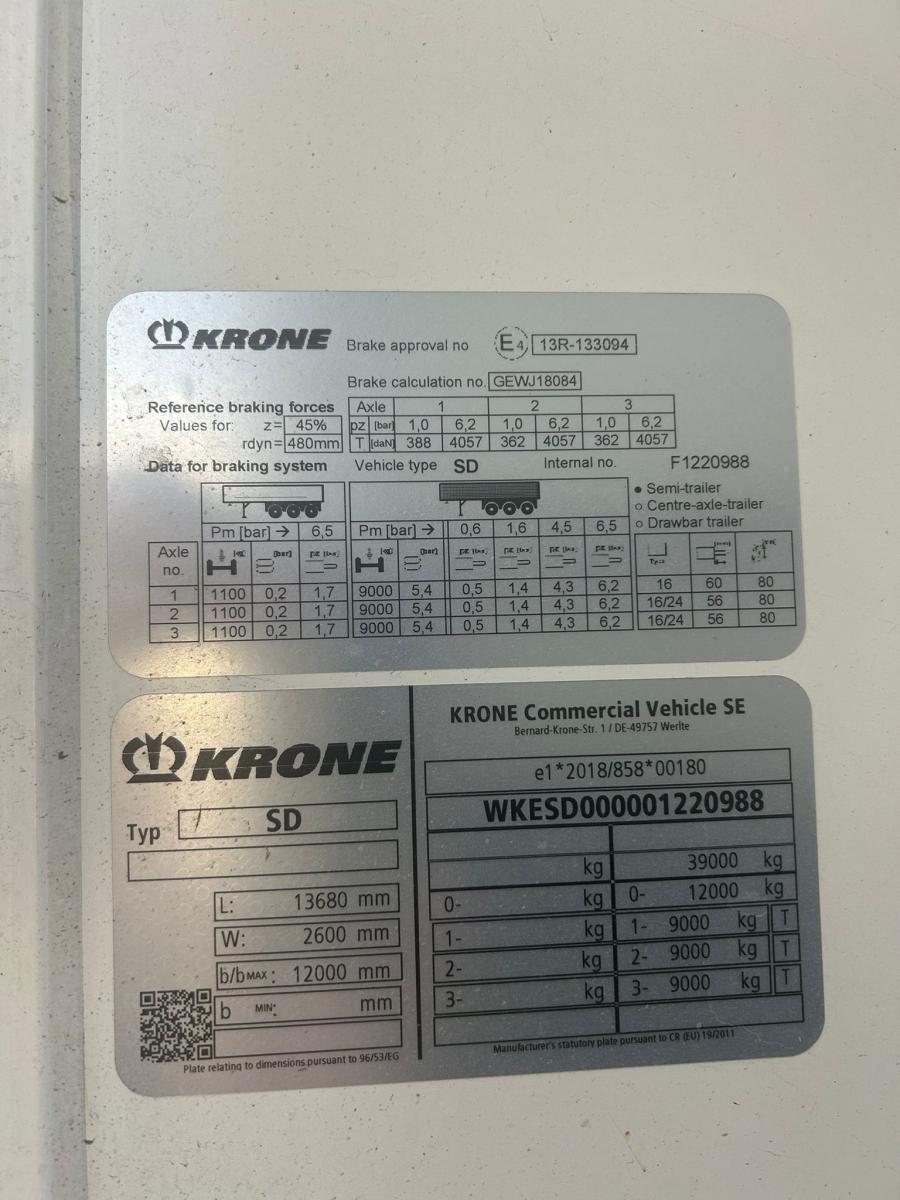 KRONE Brake approval no E4 13R-133094
Brake calculation no. GEWJ18084
Reference braking forces Axle 1 2 3
Values for: z= 45% pz [bar] 1,0 6,2 1,0 6,2 1,0 6,2
rdyn= 480mm T [daN] 388 4057 362 4057 362 4057
Data for braking system Vehicle type SD Internal no. F1220988
• Semi-trailer
○ Centre-axle-trailer
○ Drawbar trailer
Pm [bar] → 6,5 Pm [bar] → 0,6 1,6 4,5 6,5
Axle no. [bar] [bar]
1 1100 0,2 1,7 9000 5,4 0,5 1,4 4,3 6,2 16 60 80
2 1100 0,2 1,7 9000 5,4 0,5 1,4 4,3 6,2 16/24 56 80
3 1100 0,2 1,7 9000 5,4 0,5 1,4 4,3 6,2 16/24 56 80
KRONE
Typ SD
L: 13680 mm
W: 2600 mm
b/bMAX: 12000 mm
b MIN: mm
Plate relating to dimensions pursuant to 96/53/EG
KRONE Commercial Vehicle SE
Bernard-Krone-Str. 1 / DE-49757 Werlte
e1*2018/858*00180
WKESD000001220988
kg 39000 kg
0- kg 0- 12000 kg
1- kg 1- 9000 kg T
2- kg 2- 9000 kg T
3- kg 3- 9000 kg T
Manufacturer's statutory plate pursuant to CR (EU) 19/2011